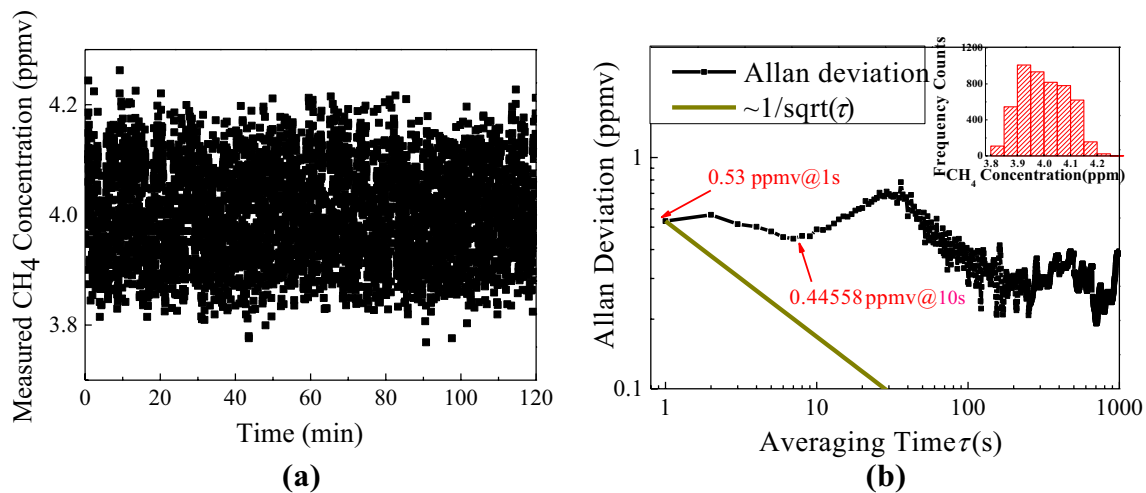 Measured CH4 Concentration (ppmv)
4.2
4.0
3.8
0 20 40 60 80 100 120
Time (min)
(a)
Allan deviation
~1/sqrt(τ)
Allan Deviation (ppmv)
1
0.1
0.53 ppmv@1s
0.44558 ppmv@10s
1 10 100 1000
Averaging Time τ(s)
Frequency Counts
1200
800
400
0
3.8 3.9 4.0 4.1 4.2
CH4 Concentration(ppm)
(b)